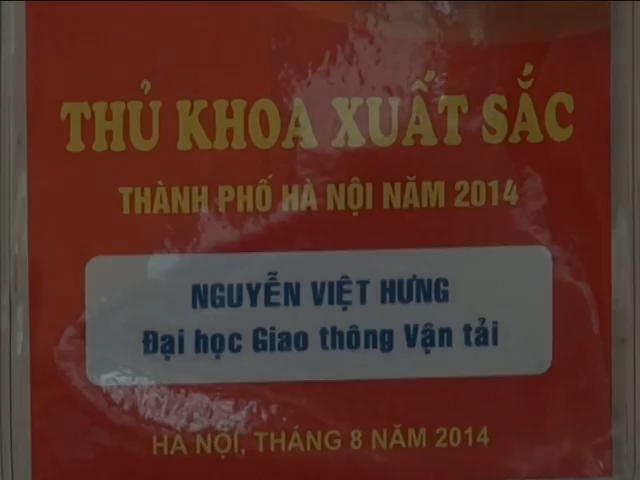 THỦ KHOA XUẤT SẮC
THÀNH PHỐ HÀ NỘI NĂM 2014
NGUYỄN VIỆT HƯNG
Đại học Giao thông Vận tải
HÀ NỘI, THÁNG 8 NĂM 2014